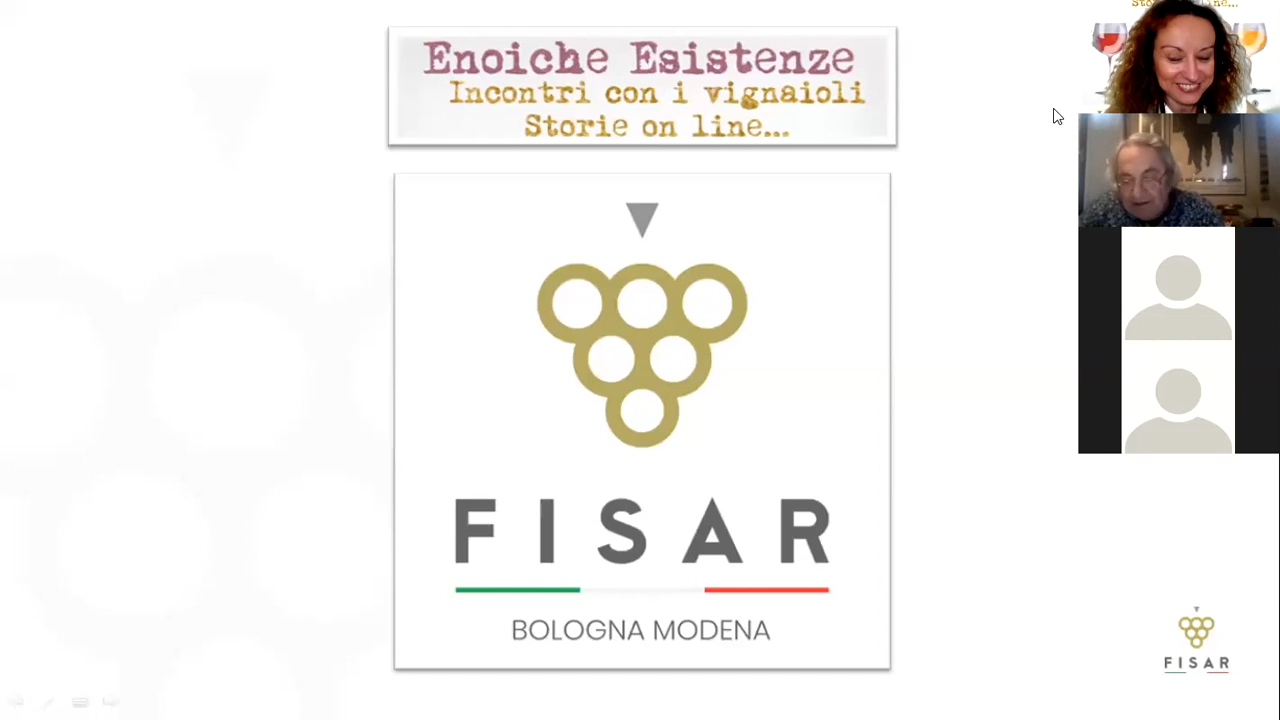 Enoiche Esistenze
Incontri con i vignaioli
Storie on line...
FISAR
BOLOGNA MODENA
FISAR